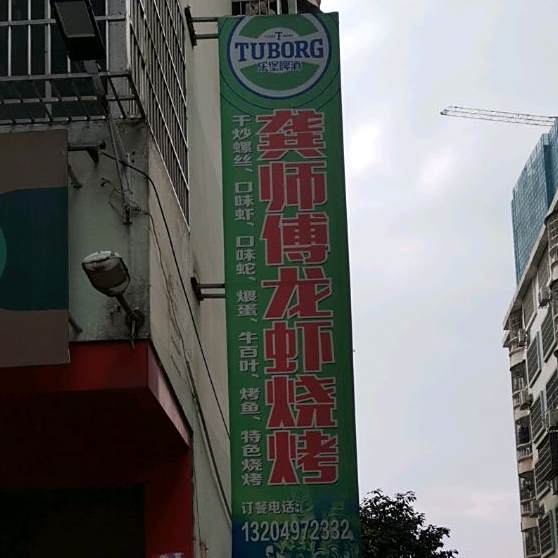 TUBORG
乐堡啤酒
龚师傅龙虾烧烤
干炒螺丝、口味虾、口味蛇、煨蛋、牛百叶、烤鱼、特色烧烤
订餐电话:
13204972332